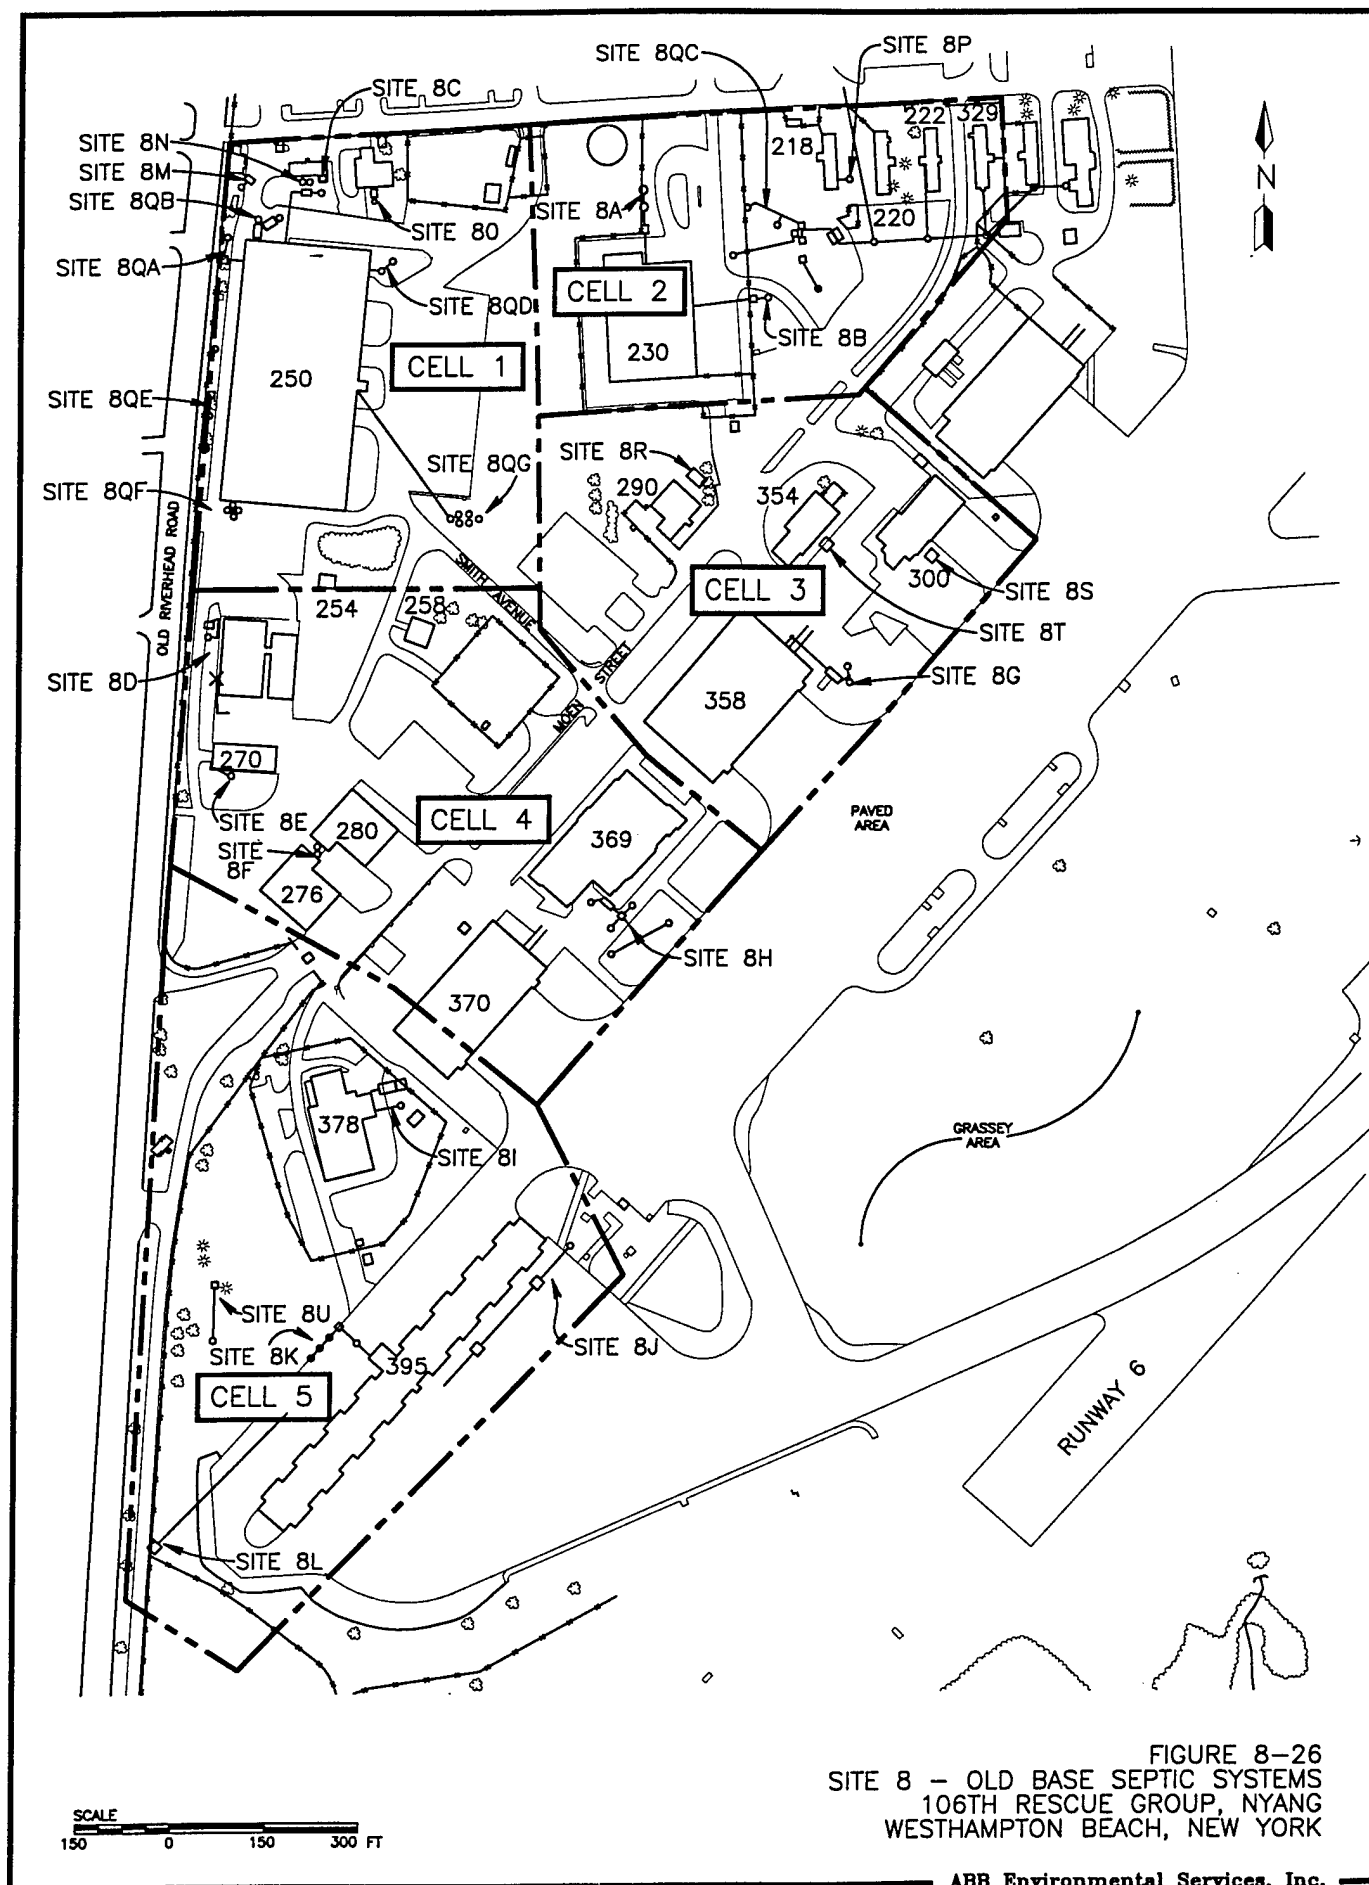 SITE 8QC
SITE 8P
SITE 8C
SITE 8N
SITE 8M
SITE 8QB
SITE 8QA
SITE 8QE
SITE 8QF
SITE 8D
218
222
329
220
SITE 8A
SITE 80
SITE 8QD
CELL 2
SITE 8B
230
250
CELL 1
SITE 8QG
SITE 8R
290
354
300
CELL 3
SITE 8S
SITE 8T
SITE 8G
358
OLD RIVERHEAD ROAD
SMITH AVENUE
MOEN STREET
254
258
270
SITE 8E
SITE
8F
280
276
CELL 4
369
PAVED
AREA
SITE 8H
370
378
SITE 8I
GRASSEY
AREA
SITE 8U
SITE 8K
SITE 8J
395
CELL 5
RUNWAY 6
SITE 8L
N
FIGURE 8-26
SITE 8 - OLD BASE SEPTIC SYSTEMS
106TH RESCUE GROUP, NYANG
WESTHAMPTON BEACH, NEW YORK
SCALE
150 0 150 300 FT
ABB Environmental Services, Inc.